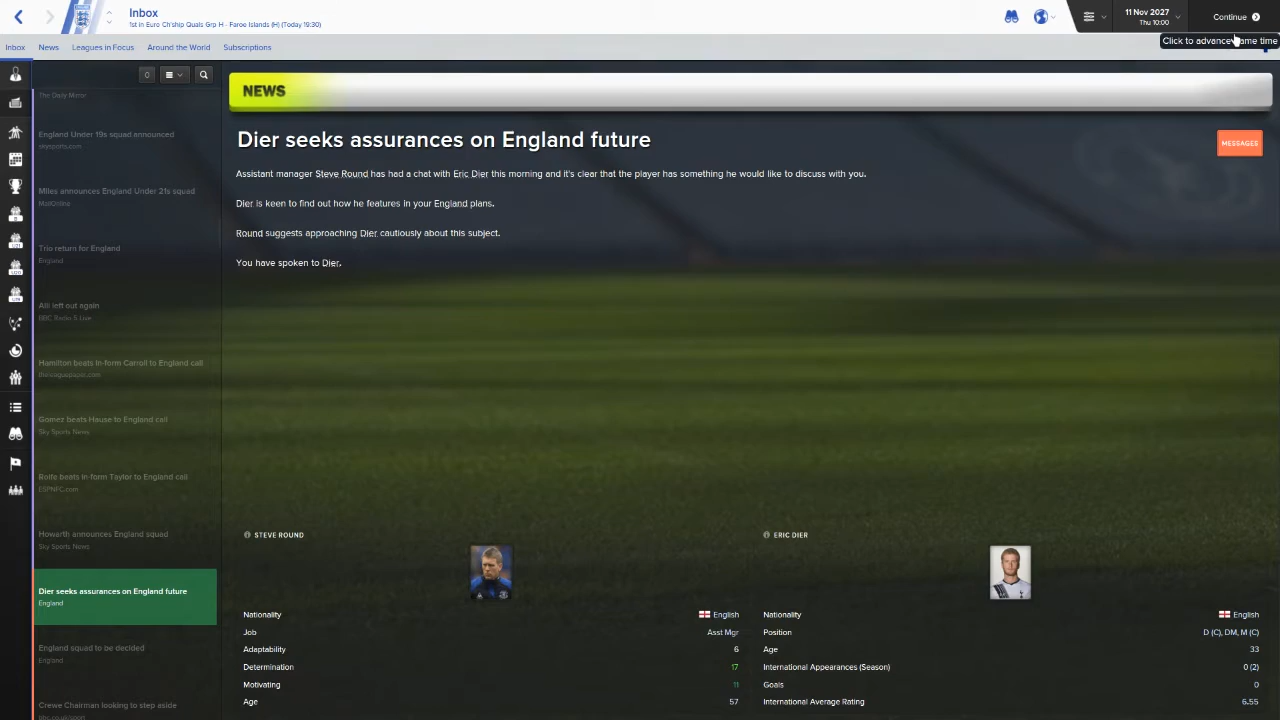 Inbox
1st in Euro Ch'ship Quals Grp H - Faroe Islands (H) (Today 19:30)
11 Nov 2027
Thu 10:00
Continue
Click to advance game time
Inbox News Leagues in Focus Around the World Subscriptions
0
The Daily Mirror
England Under 19s squad announced
skysports.com
Miles announces England Under 21s squad
MailOnline
Trio return for England
England
Alli left out again
BBC Radio 5 Live
Hamilton beats in-form Carroll to England call
thinleaguepaper.com
Gomez beats Hause to England call
Sky Sports News
Rolfe beats in-form Taylor to England call
ESPNFC.com
Howarth announces England squad
Sky Sports News
Dier seeks assurances on England future
England
England squad to be decided
England
Crewe Chairman looking to step aside
bbc.co.uk/sport
NEWS
Dier seeks assurances on England future
MESSAGES
Assistant manager Steve Round has had a chat with Eric Dier this morning and it's clear that the player has something he would like to discuss with you.
Dier is keen to find out how he features in your England plans.
Round suggests approaching Dier cautiously about this subject.
You have spoken to Dier.
STEVE ROUND
Nationality English
Job Asst Mgr
Adaptability 6
Determination 17
Motivating 11
Age 57
ERIC DIER
Nationality English
Position D (C), DM, M (C)
Age 33
International Appearances (Season) 0 (2)
Goals 0
International Average Rating 6.55